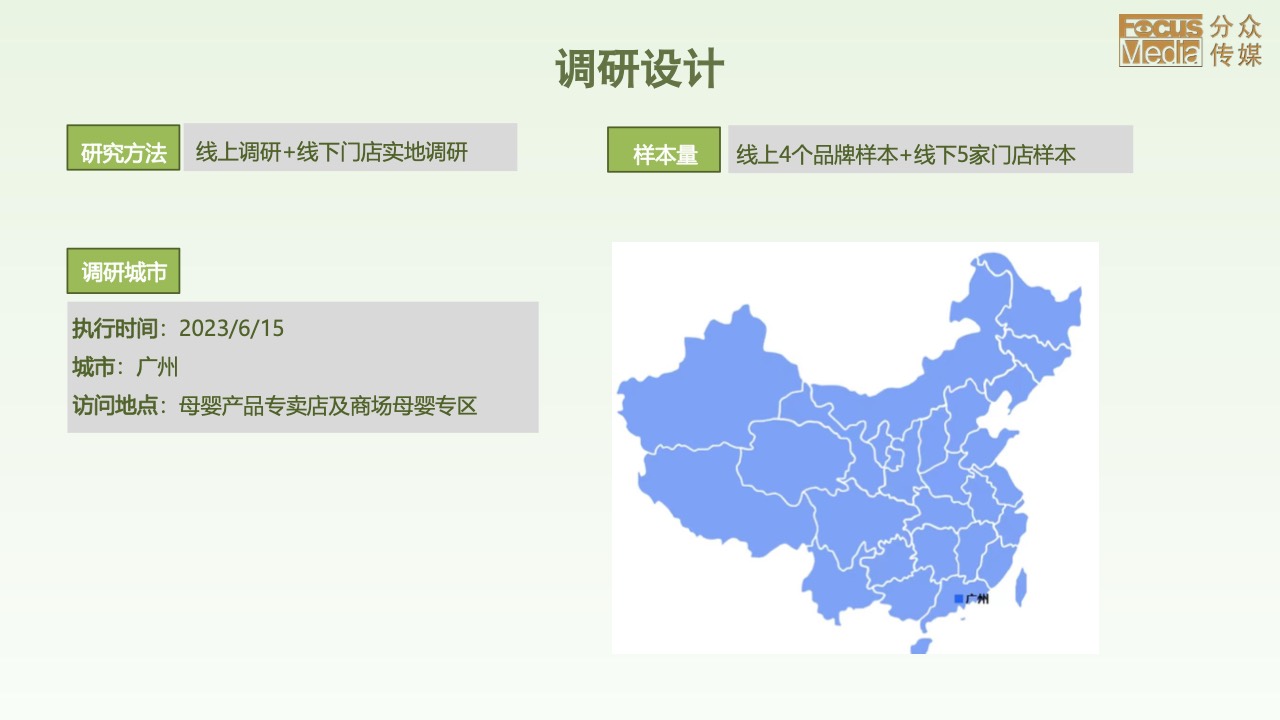 Focus Media
分众
传媒
调研设计
研究方法
线上调研+线下门店实地调研
样本量
线上4个品牌样本+线下5家门店样本
调研城市
执行时间：2023/6/15
城市：广州
访问地点：母婴产品专卖店及商场母婴专区
广州